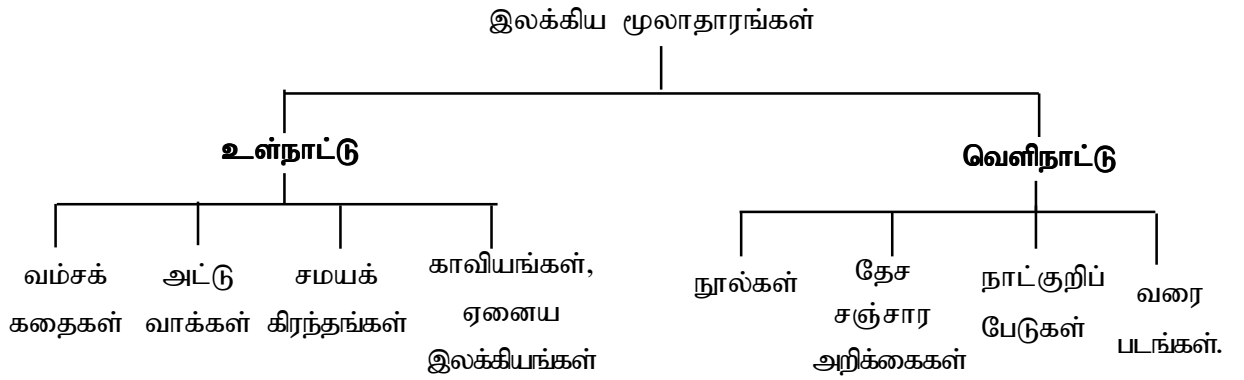 இலக்கிய மூலாதாரங்கள்
உள்நாட்டு
வெளிநாட்டு
வம்சக்
கதைகள்
அட்டு
வாக்கள்
சமயக்
கிரந்தங்கள்
காவியங்கள்,
ஏனைய
இலக்கியங்கள்
நூல்கள்
தேச
சஞ்சார
அறிக்கைகள்
நாட்குறிப்
பேடுகள்
வரை
படங்கள்.